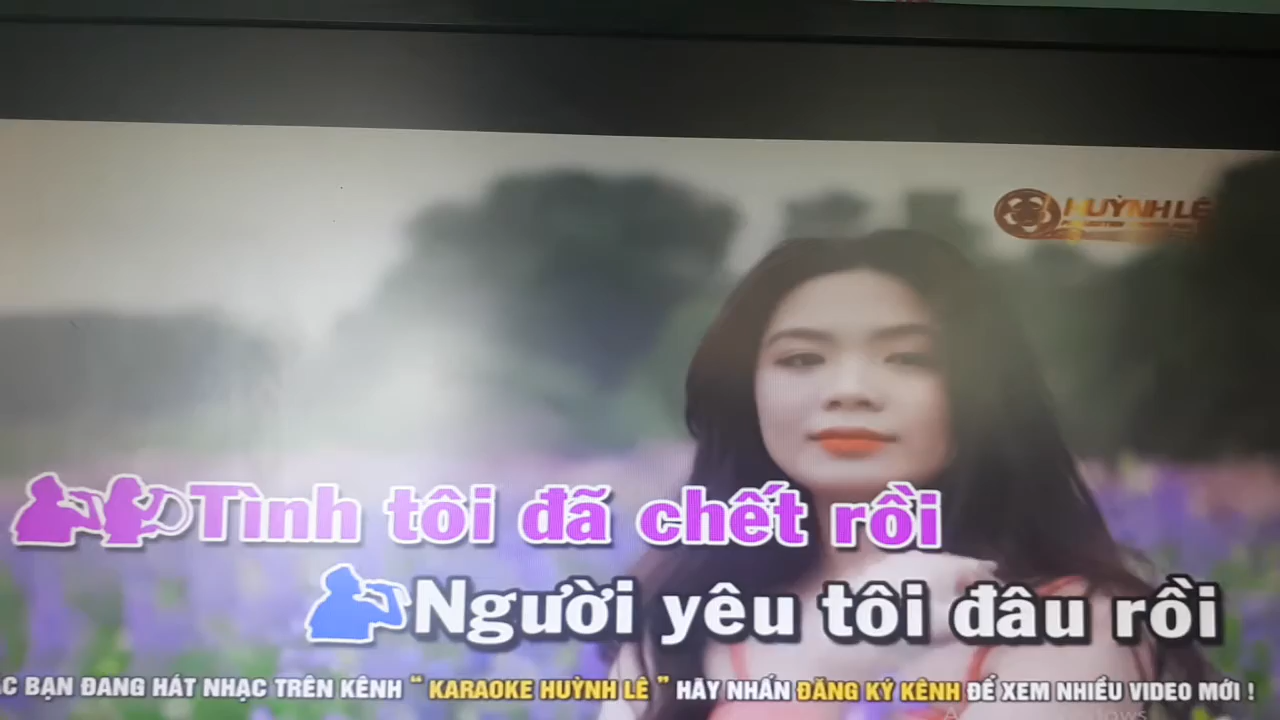 HUỲNH LÊ
Tình tôi đã chết rồi
Người yêu tôi đâu rồi
C BẠN ĐANG HÁT NHẠC TRÊN KÊNH " KARAOKE HUỲNH LÊ " HÃY NHẤN ĐĂNG KÝ KÊNH ĐỂ XEM NHIỀU VIDEO MỚI !